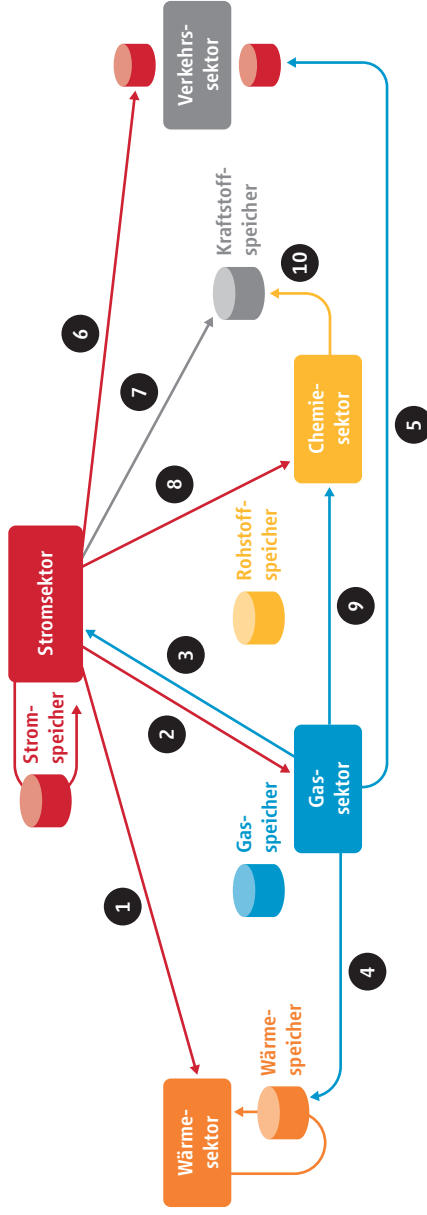 Stromsektor
Strom-
speicher
1
2
3
8
7
6
Wärme-
sektor
Wärme-
speicher
Gas-
speicher
Gas-
sektor
Rohstoff-
speicher
Chemie-
sektor
Kraftstoff-
speicher
Verkehrs-
sektor
4
9
10
5